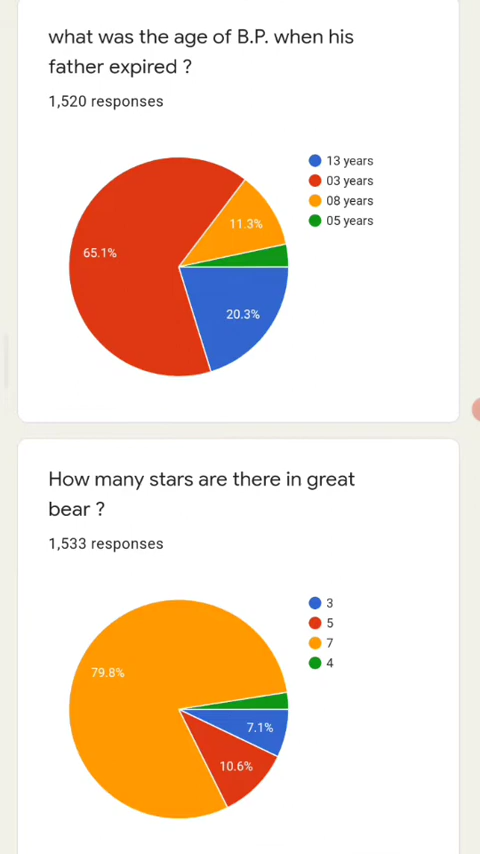 what was the age of B.P. when his
father expired ?
1,520 responses
13 years
03 years
08 years
05 years
65.1%
11.3%
20.3%
How many stars are there in great
bear ?
1,533 responses
3
5
7
4
79.8%
7.1%
10.6%